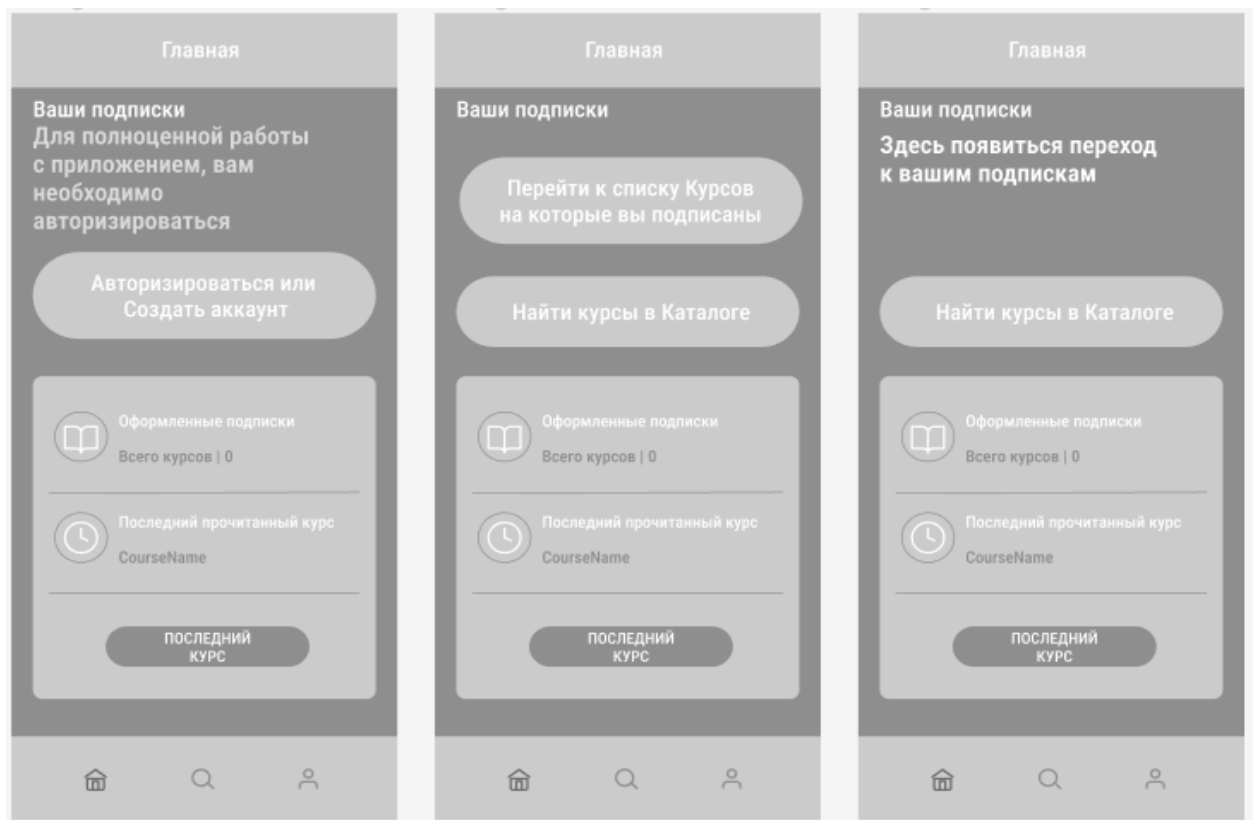 Главная
Ваши подписки
Для полноценной работы
с приложением, вам
необходимо
авторизироваться
Авторизироваться или
Создать аккаунт
Оформленные подписки
Всего курсов | 0
Последний прочитанный курс
CourseName
ПОСЛЕДНИЙ
КУРС
Главная
Ваши подписки
Перейти к списку Курсов
на которые вы подписаны
Найти курсы в Каталоге
Оформленные подписки
Всего курсов | 0
Последний прочитанный курс
CourseName
ПОСЛЕДНИЙ
КУРС
Главная
Ваши подписки
Здесь появиться переход
к вашим подпискам
Найти курсы в Каталоге
Оформленные подписки
Всего курсов | 0
Последний прочитанный курс
CourseName
ПОСЛЕДНИЙ
КУРС